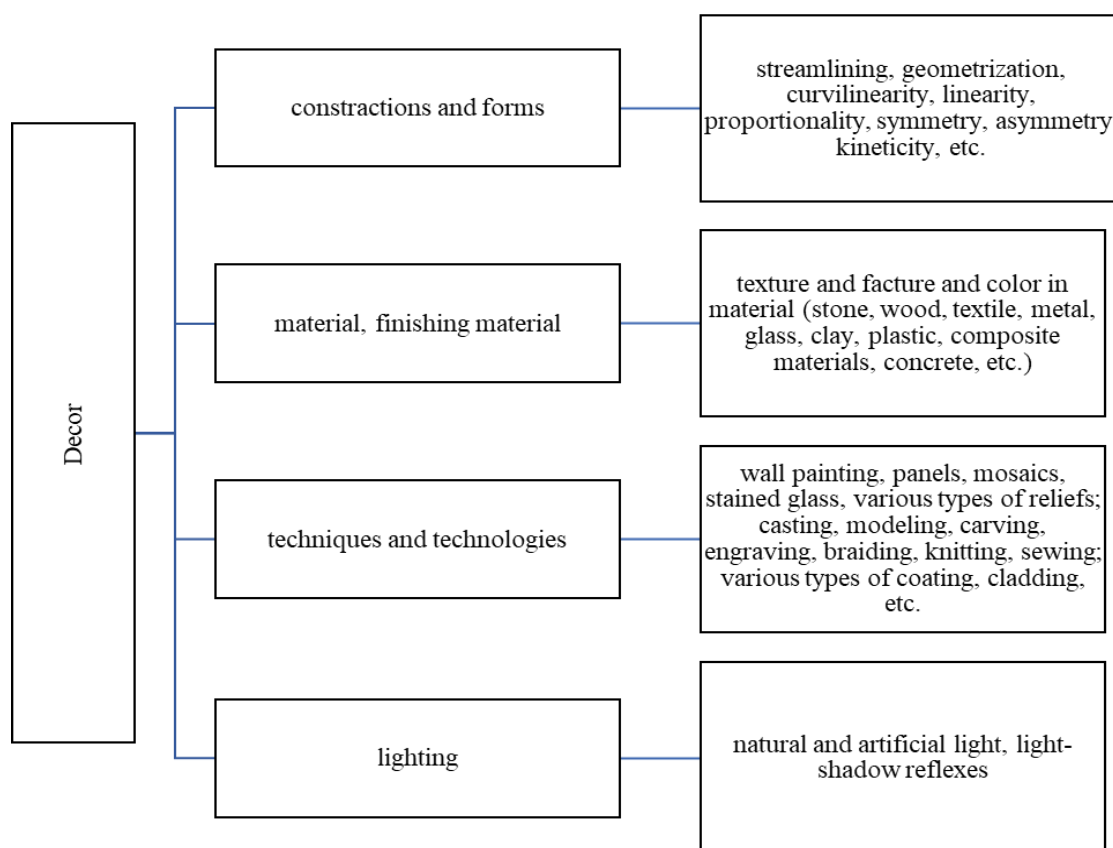 Decor
constractions and forms
streamlining, geometrization,
curvilinearity, linearity,
proportionality, symmetry, asymmetry
kineticity, etc.
material, finishing material
texture and facture and color in
material (stone, wood, textile, metal,
glass, clay, plastic, composite
materials, concrete, etc.)
techniques and technologies
wall painting, panels, mosaics,
stained glass, various types of reliefs;
casting, modeling, carving,
engraving, braiding, knitting, sewing;
various types of coating, cladding,
etc.
lighting
natural and artificial light, light-
shadow reflexes